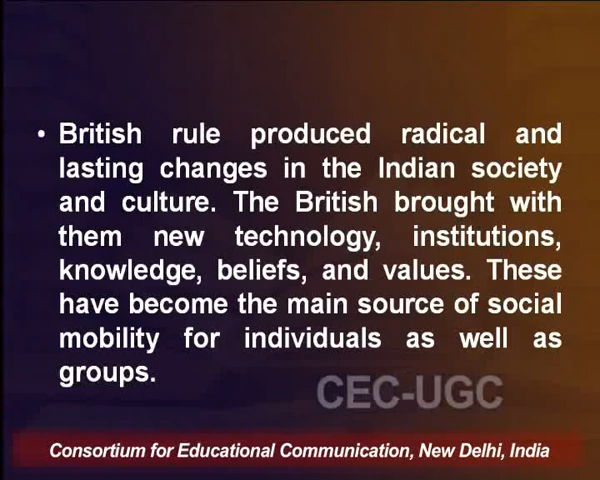 • British rule produced radical and
lasting changes in the Indian society
and culture. The British brought with
them new technology, institutions,
knowledge, beliefs, and values. These
have become the main source of social
mobility for individuals as well as
groups.
CEC-UGC
Consortium for Educational Communication, New Delhi, India